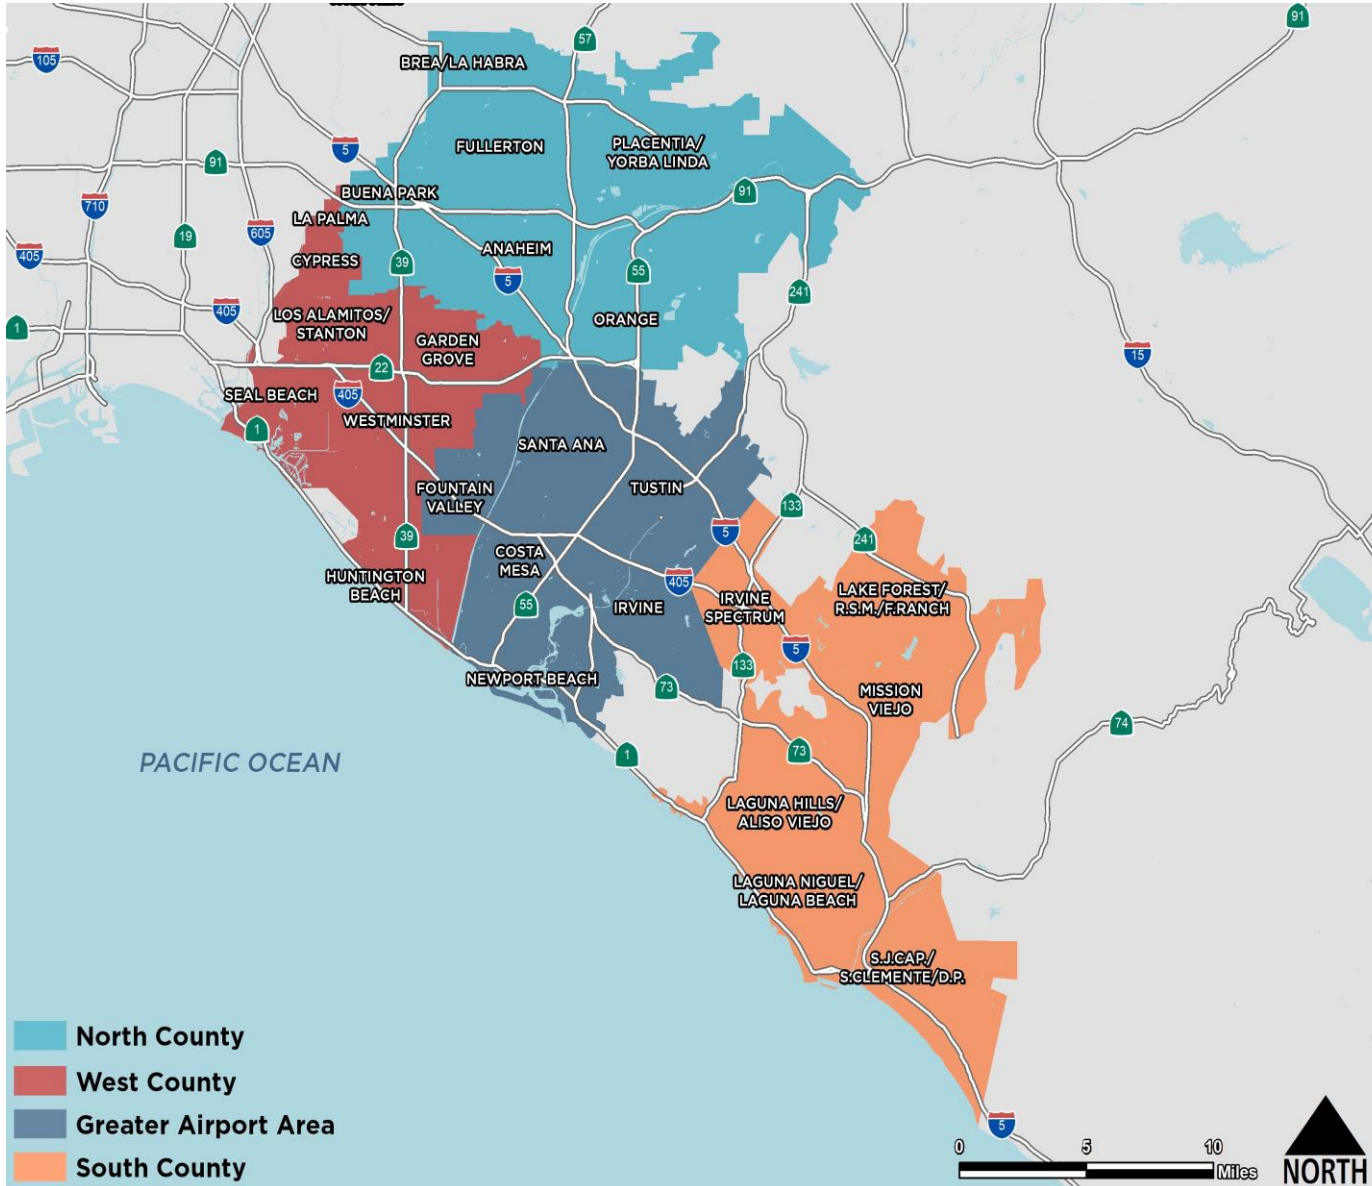 57
91
105
BREA/LA HABRA
5
FULLERTON
PLACENTIA/
YORBA LINDA
91
91
BUENA PARK
710
LA PALMA
19
605
405
CYPRESS
39
ANAHEIM
5
55
241
405
LOS ALAMITOS/
STANTON
ORANGE
1
GARDEN
GROVE
15
22
SEAL BEACH
405
WESTMINSTER
1
SANTA ANA
FOUNTAIN
VALLEY
TUSTIN
133
5
241
39
COSTA
MESA
HUNTINGTON
BEACH
405
55
IRVINE
IRVINE
SPECTRUM
LAKE FOREST/
R.S.M./F.RANCH
5
133
NEWPORT BEACH
73
MISSION
VIEJO
74
PACIFIC OCEAN
1
73
LAGUNA HILLS/
ALISO VIEJO
LAGUNA NIGUEL/
LAGUNA BEACH
S.J.CAP./
S.CLEMENTE/D.P.
North County
West County
Greater Airport Area
South County
5
0 5 10
Miles
NORTH